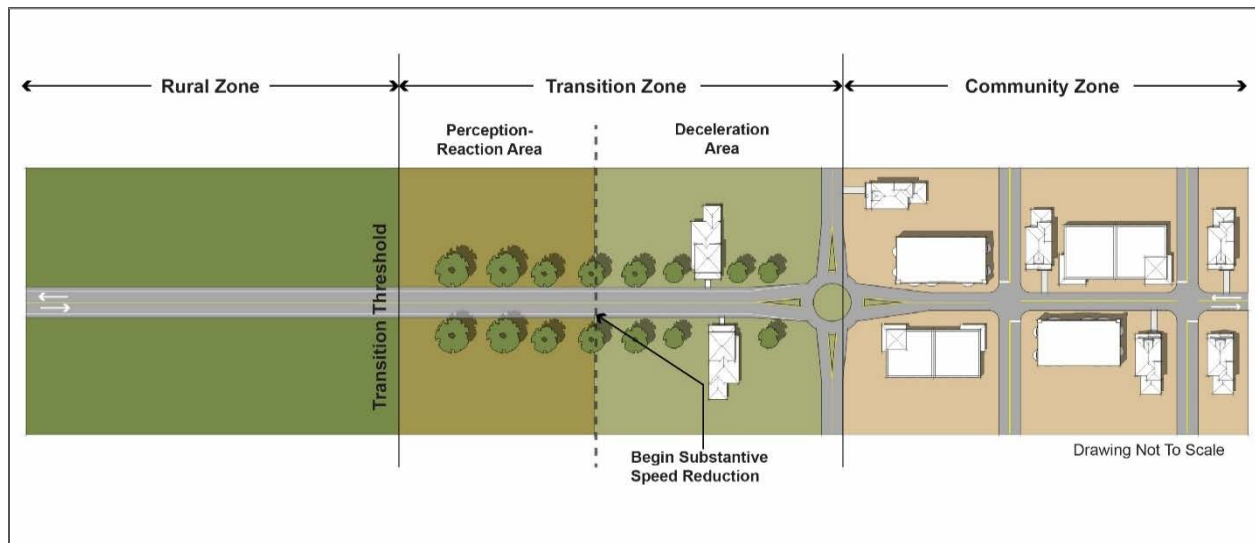 Rural Zone
Transition Zone
Community Zone
Perception-
Reaction Area
Deceleration
Area
Transition Threshold
Begin Substantive
Speed Reduction
Drawing Not To Scale